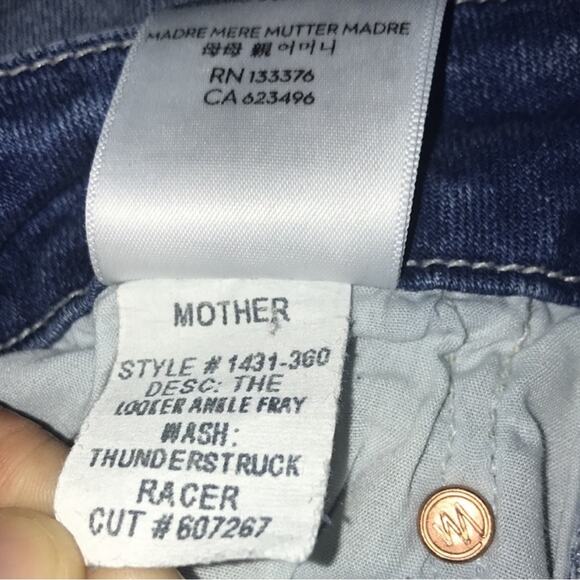 MADRE MERE MUTTER MADRE
母母 親 어머니
RN 133376
CA 623496
MOTHER
STYLE # 1431-360
DESC: THE
LOOKER ANKLE FRAY
WASH:
THUNDERSTRUCK
RACER
CUT # 607267